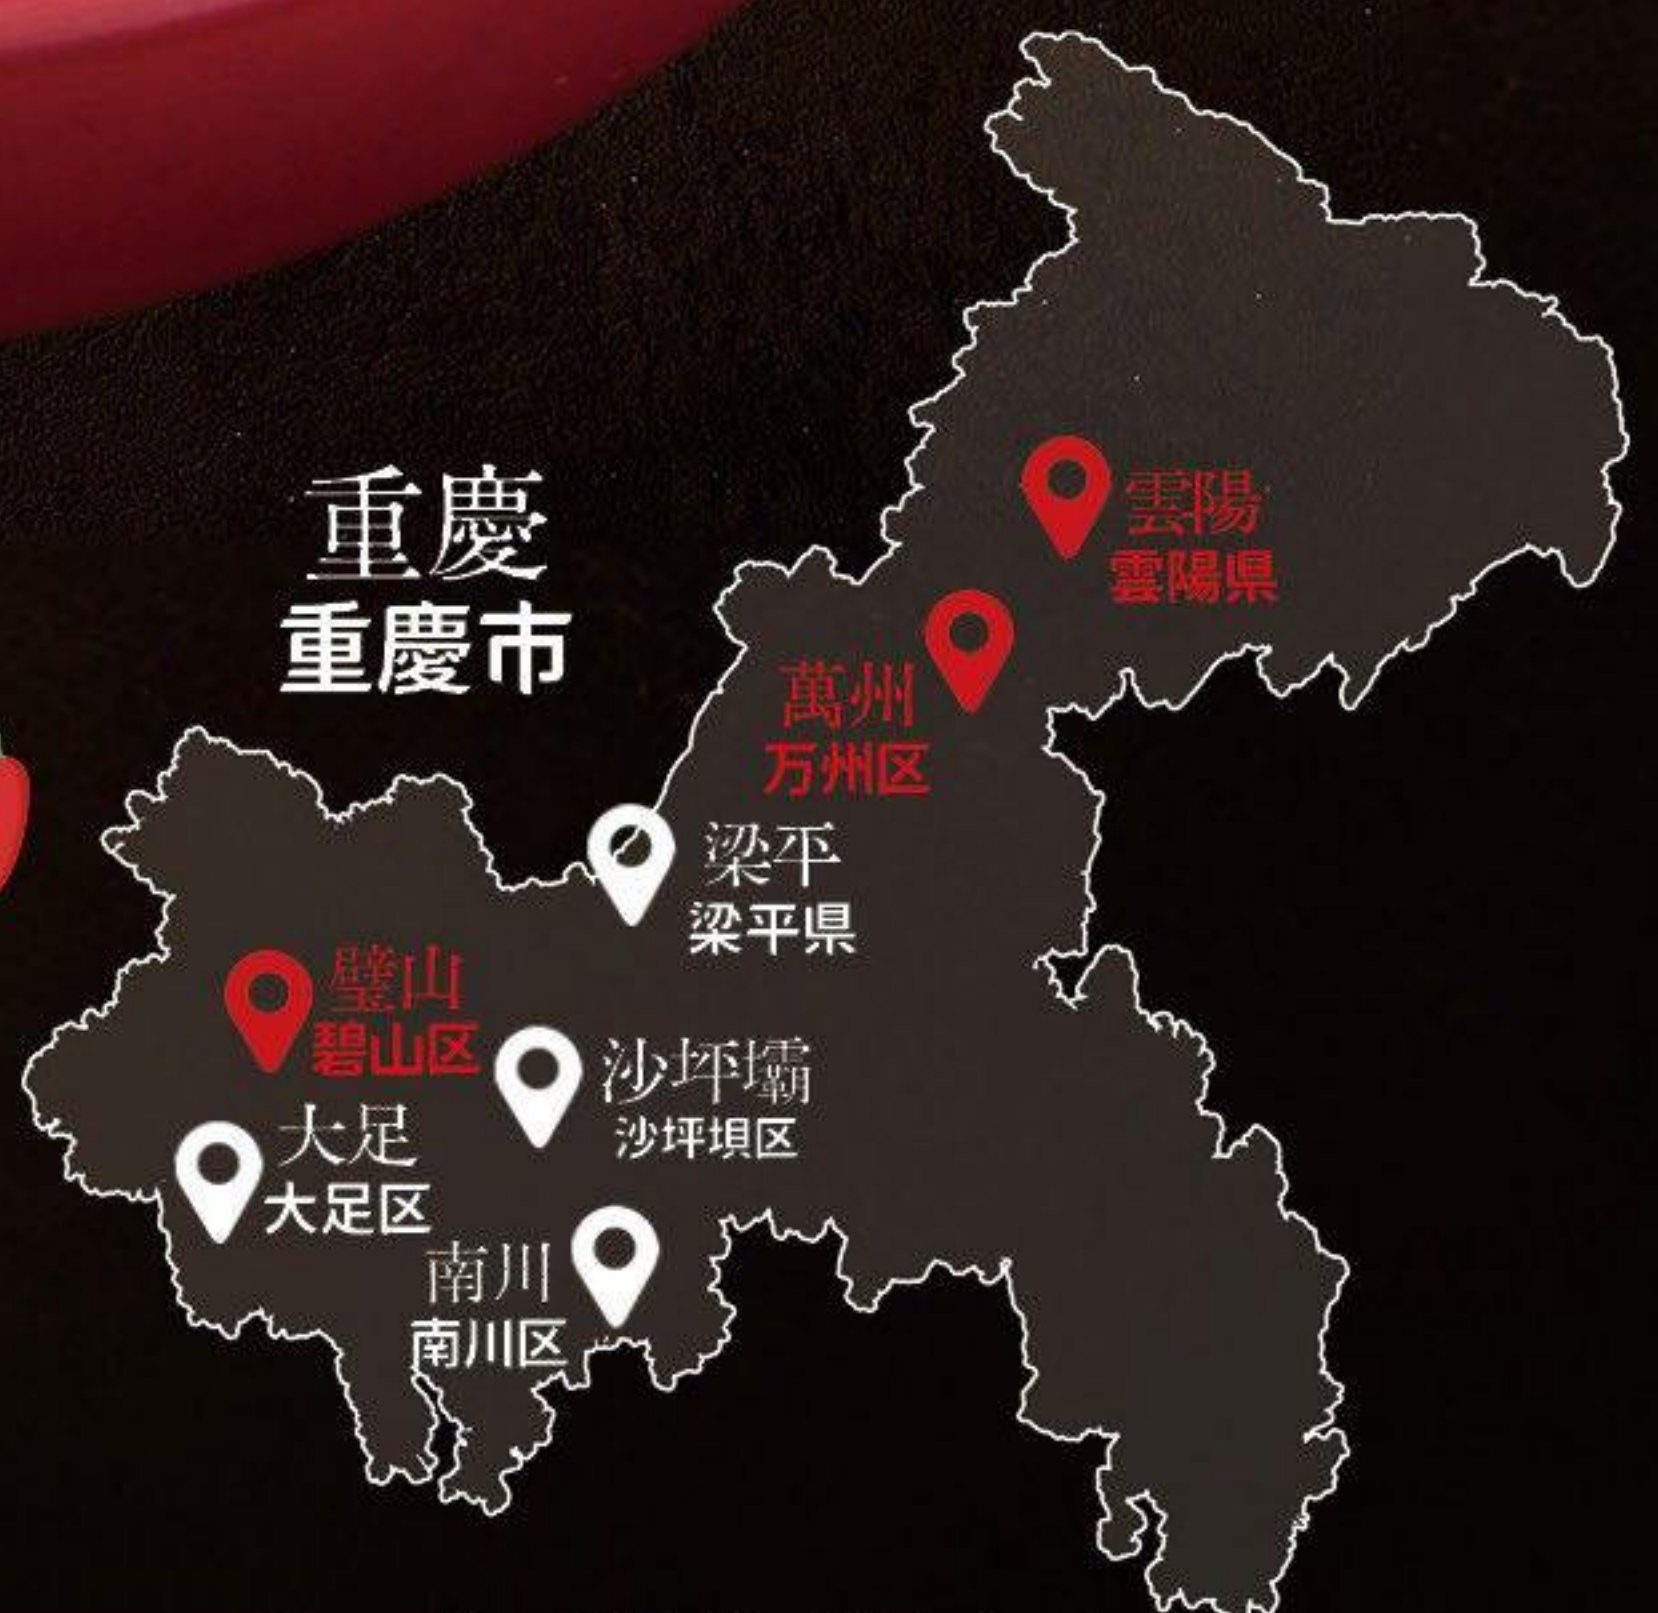 重慶
重慶市
雲陽
雲陽県
萬州
万州区
梁平
梁平県
璧山
碧山区
沙坪壩
沙坪坝区
大足
大足区
南川
南川区